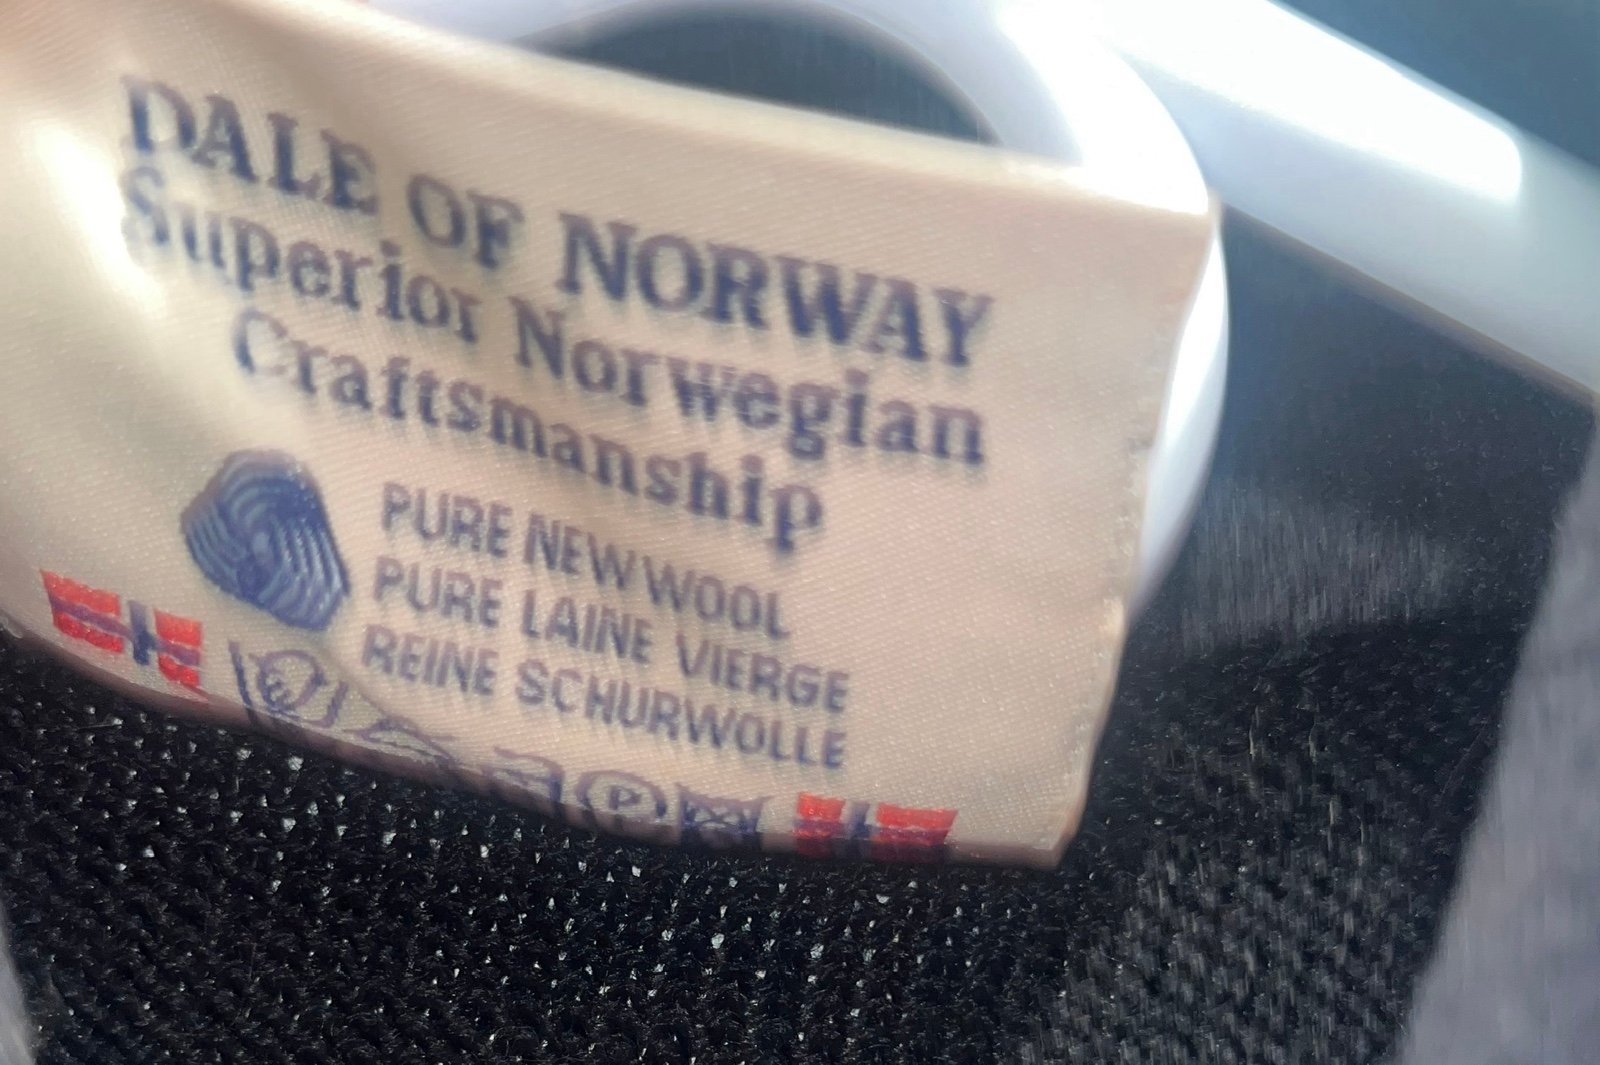 DALE OF NORWAY
Superior Norwegian
Craftsmanship
PURE NEW WOOL
PURE LAINE VIERGE
REINE SCHURWOLLE
P